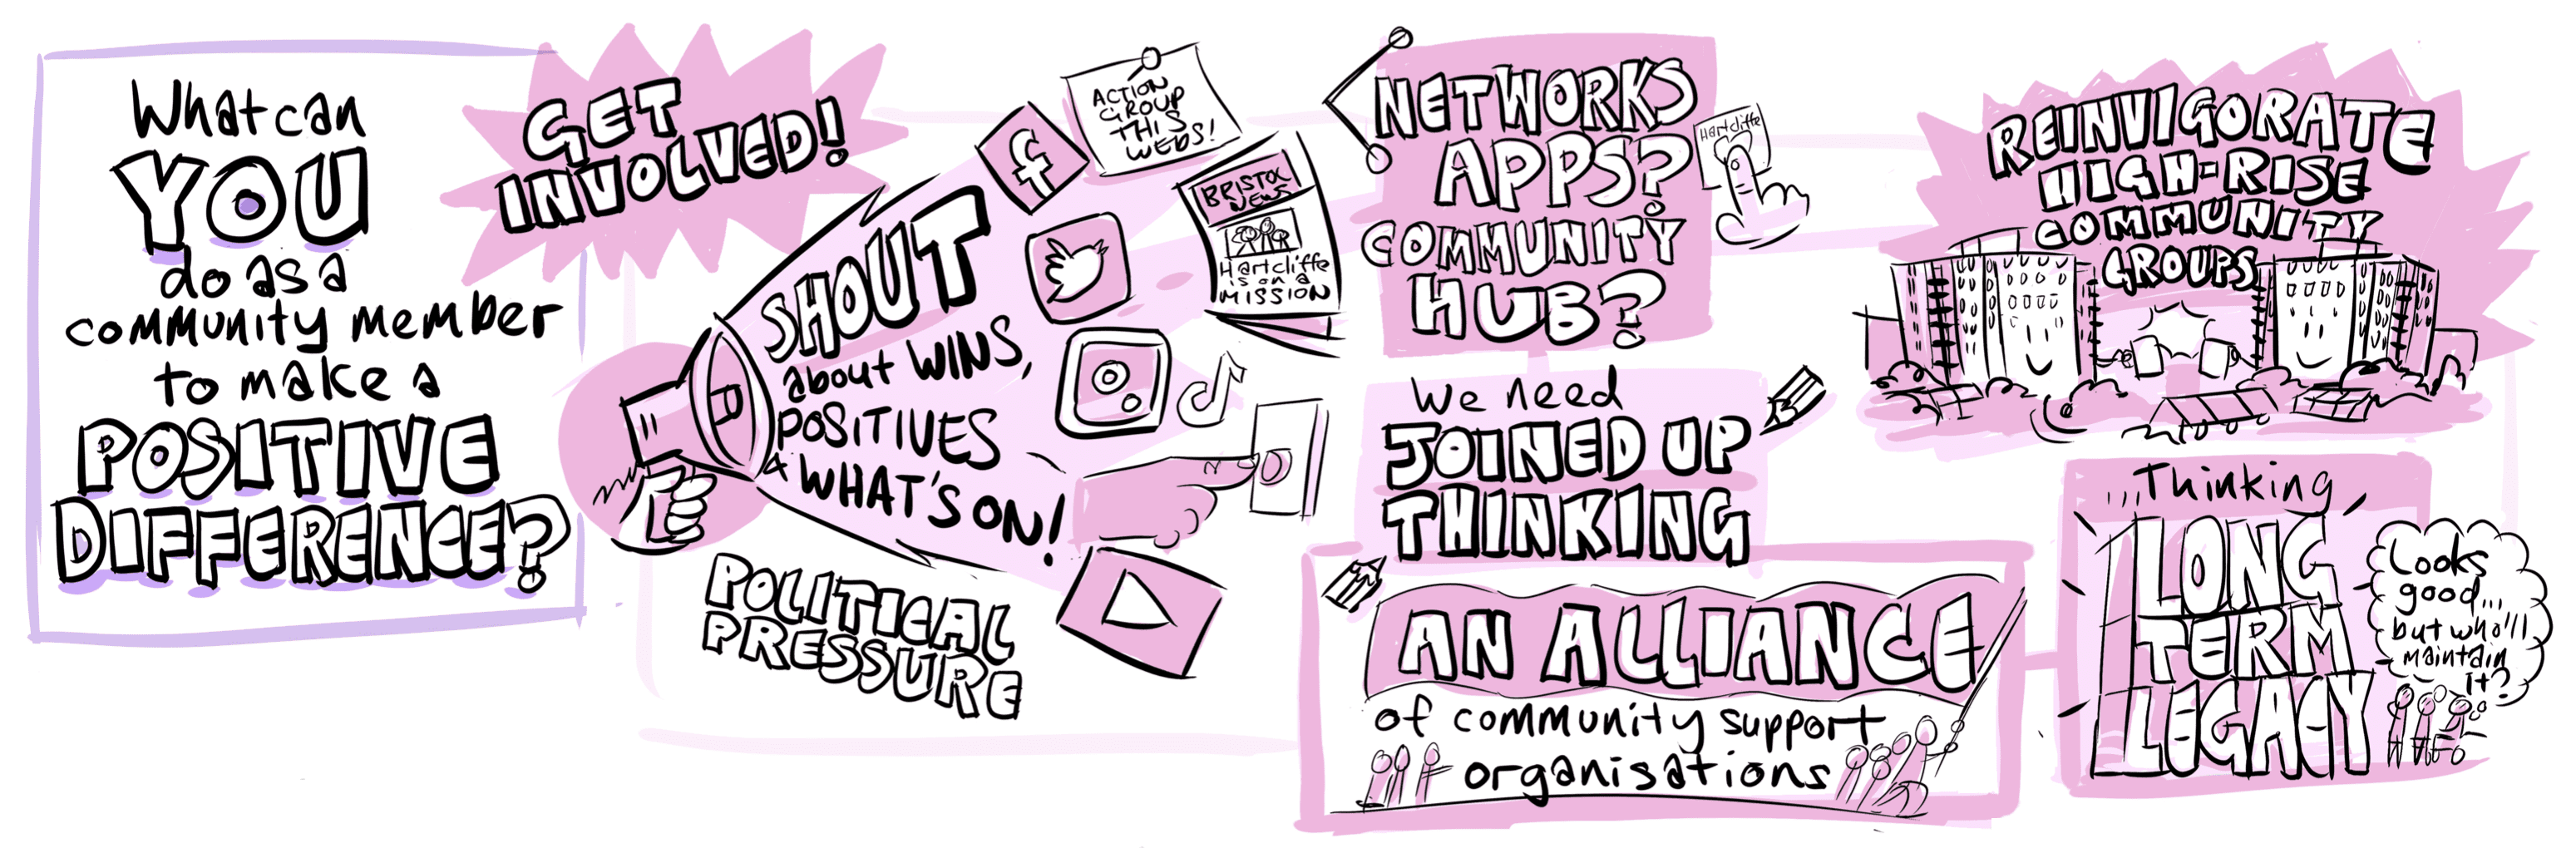 What can
YOU
do as a
community member
to make a
POSITIVE
DIFFERENCE?
GET
INVOLVED!
SHOUT
about WINS,
POSITIVES
& WHAT'S ON!
POLITICAL
PRESSURE
ACTION
GROUP
THIS
WEDS!
BRISTOL
NEWS
Hartcliffe
is on a
MISSION
NETWORKS
APPS?
COMMUNITY
HUB?
Hartcliffe
We need
JOINED UP
THINKING
AN ALLIANCE
of community support
organisations
REINVIGORATE
HIGH-RISE
COMMUNITY
GROUPS
...Thinking
LONG
TERM
LEGACY
Looks
good...
but who'll
maintain
it?